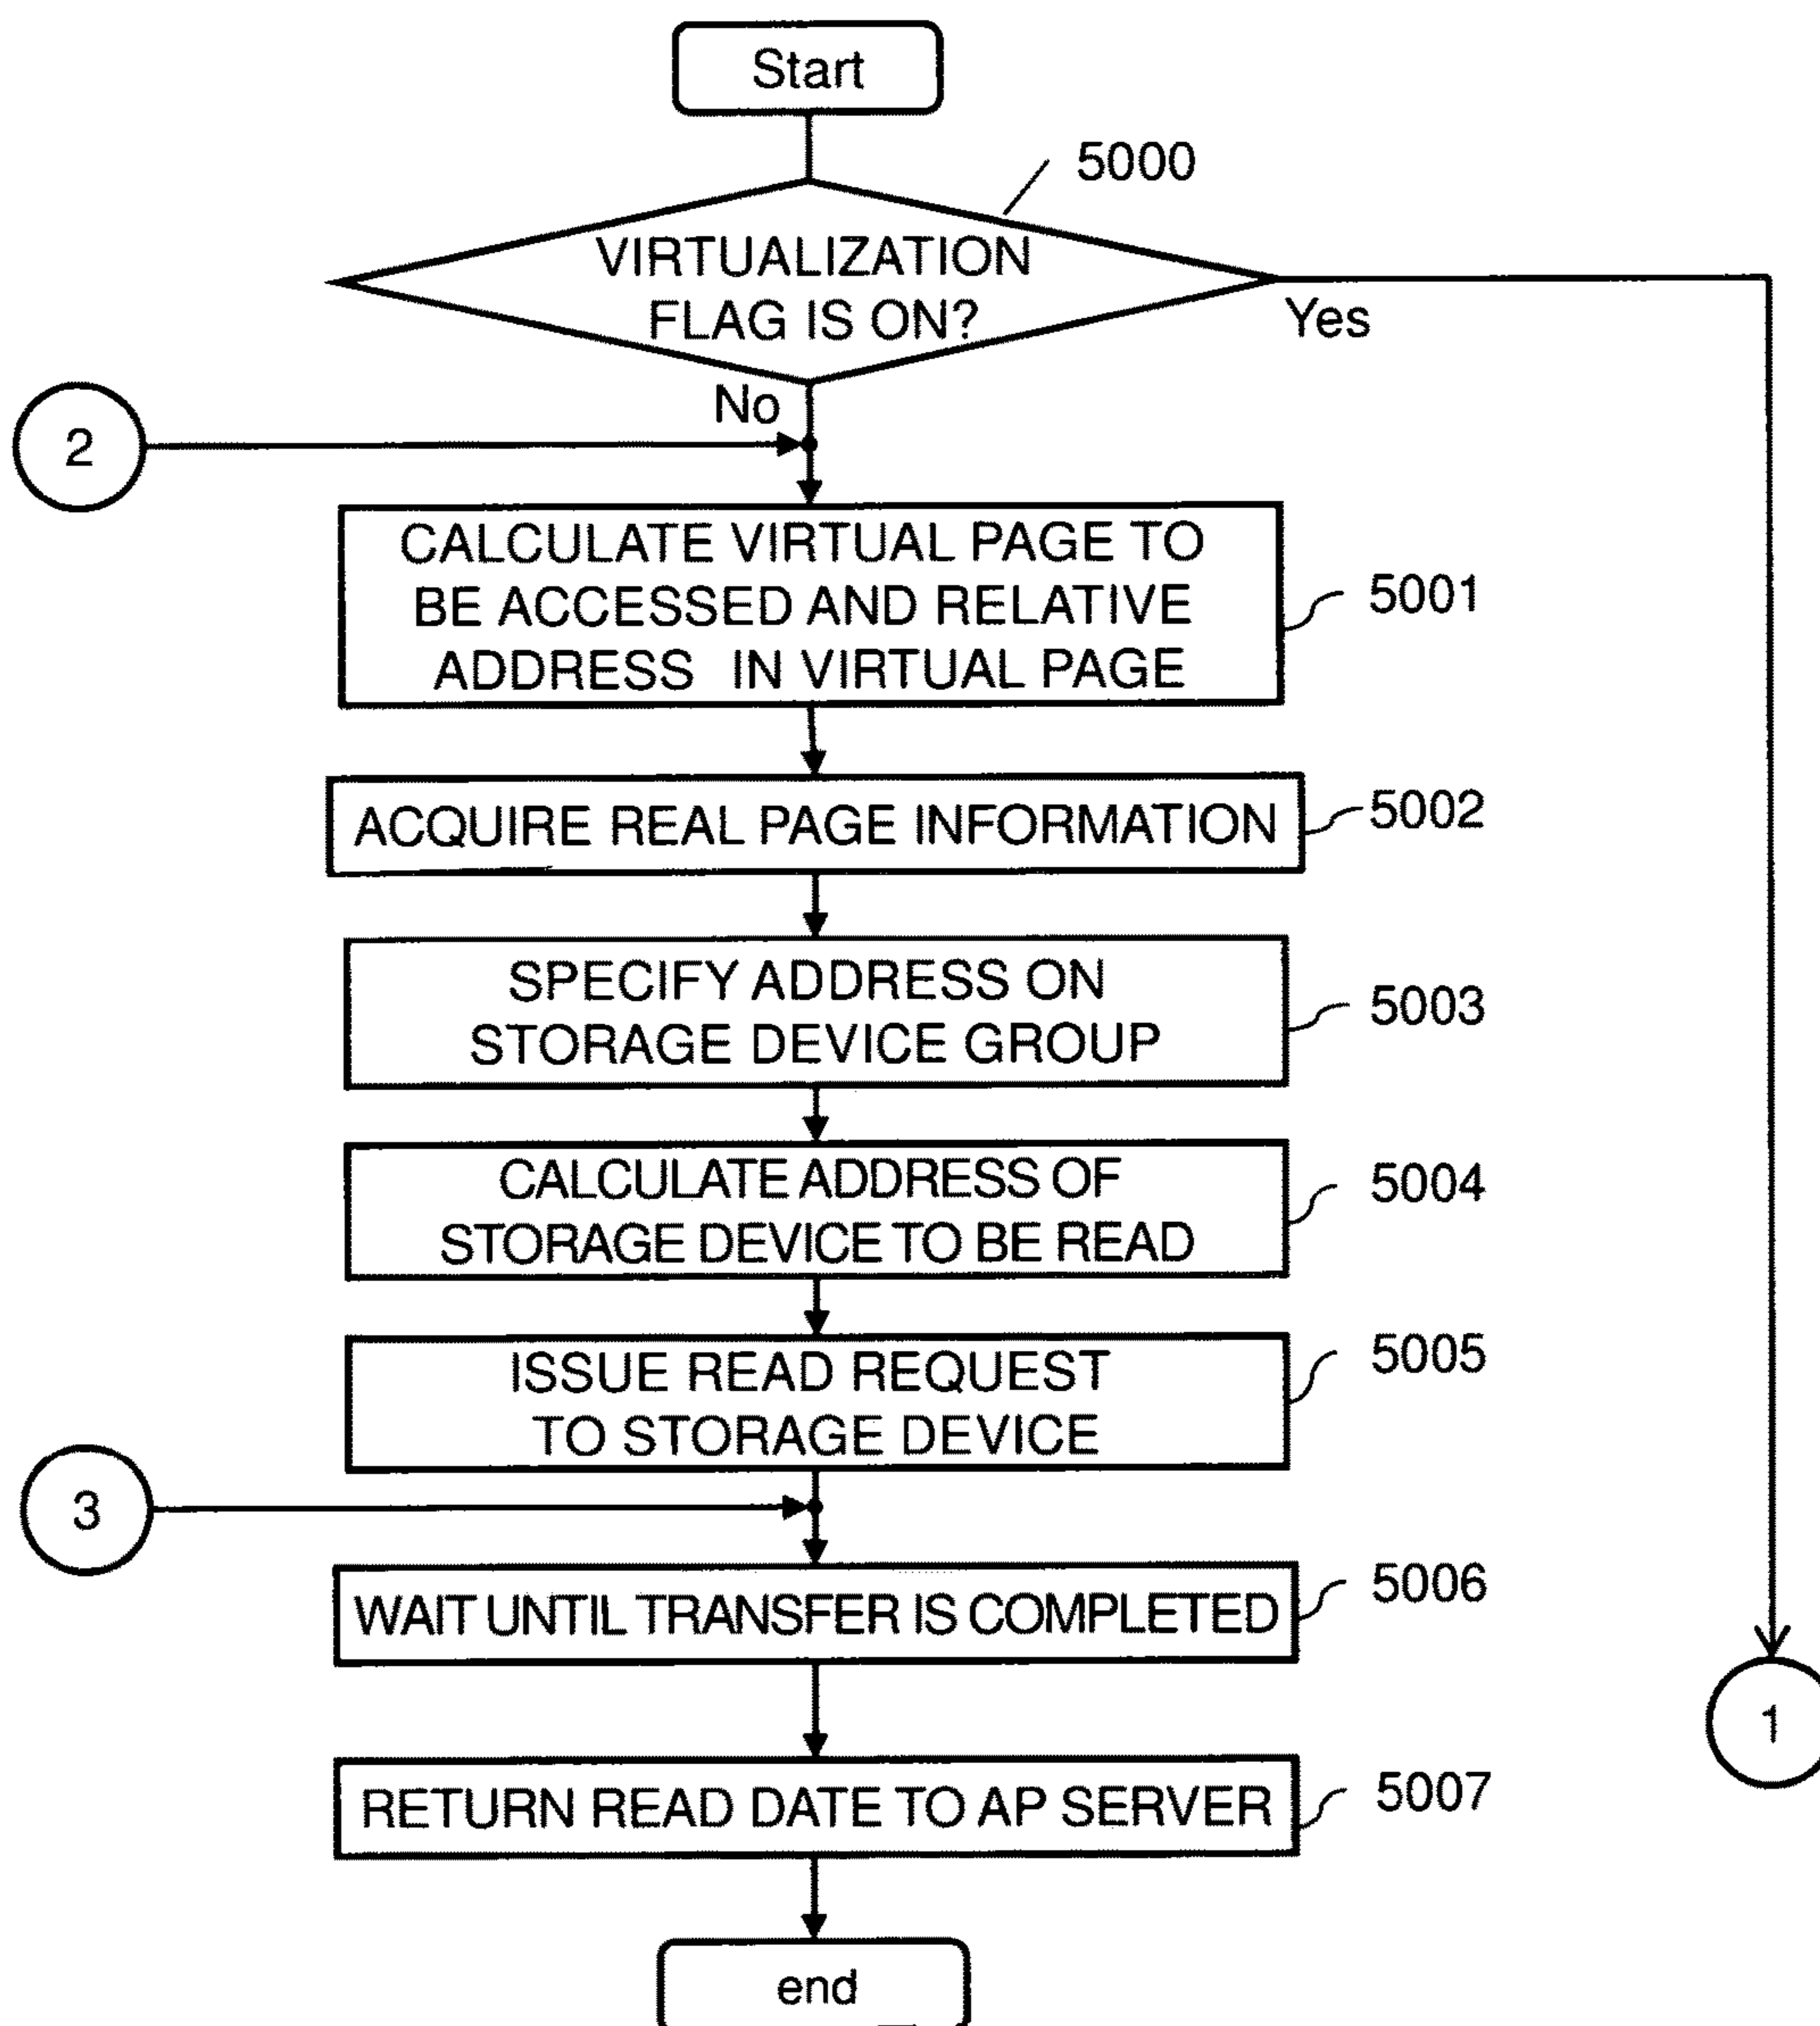 Start
5000
VIRTUALIZATION
FLAG IS ON?
Yes
No
2
CALCULATE VIRTUAL PAGE TO
BE ACCESSED AND RELATIVE
ADDRESS IN VIRTUAL PAGE
5001
ACQUIRE REAL PAGE INFORMATION
5002
SPECIFY ADDRESS ON
STORAGE DEVICE GROUP
5003
CALCULATE ADDRESS OF
STORAGE DEVICE TO BE READ
5004
ISSUE READ REQUEST
TO STORAGE DEVICE
5005
3
WAIT UNTIL TRANSFER IS COMPLETED
5006
1
RETURN READ DATE TO AP SERVER
5007
end